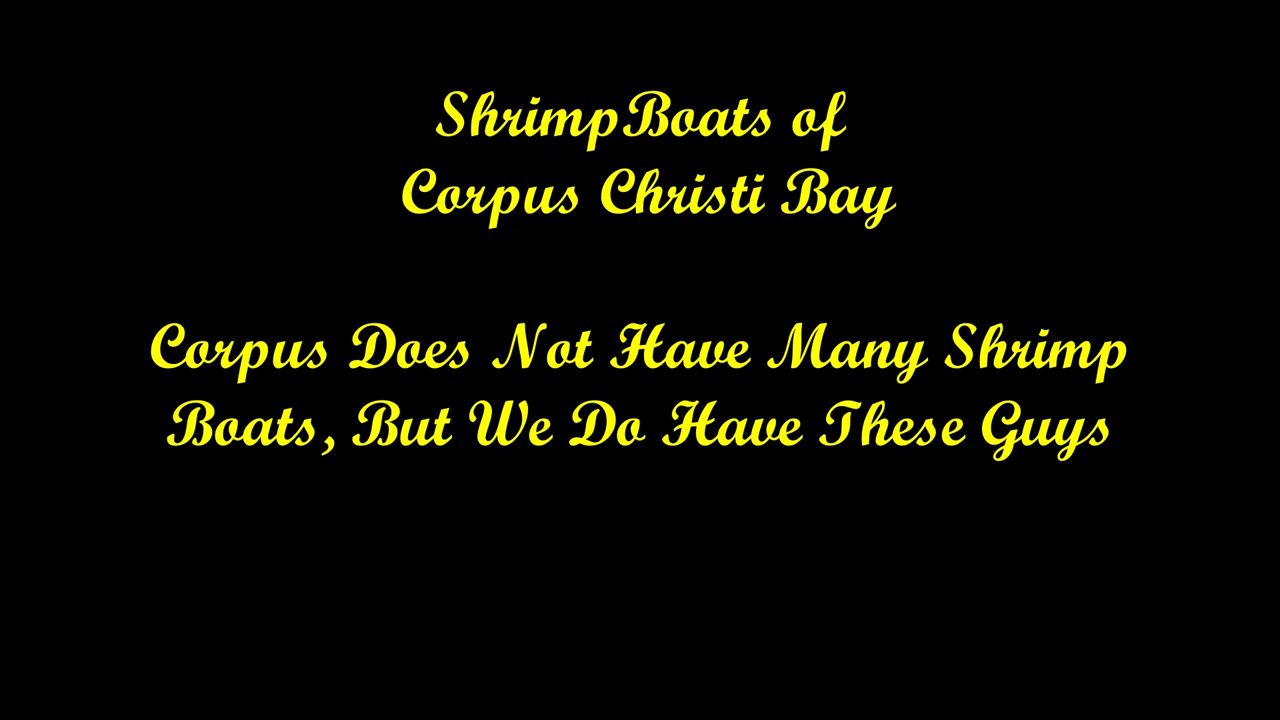 ShrimpBoats of
Corpus Christi Bay
Corpus Does Not Have Many Shrimp
Boats, But We Do Have These Guys